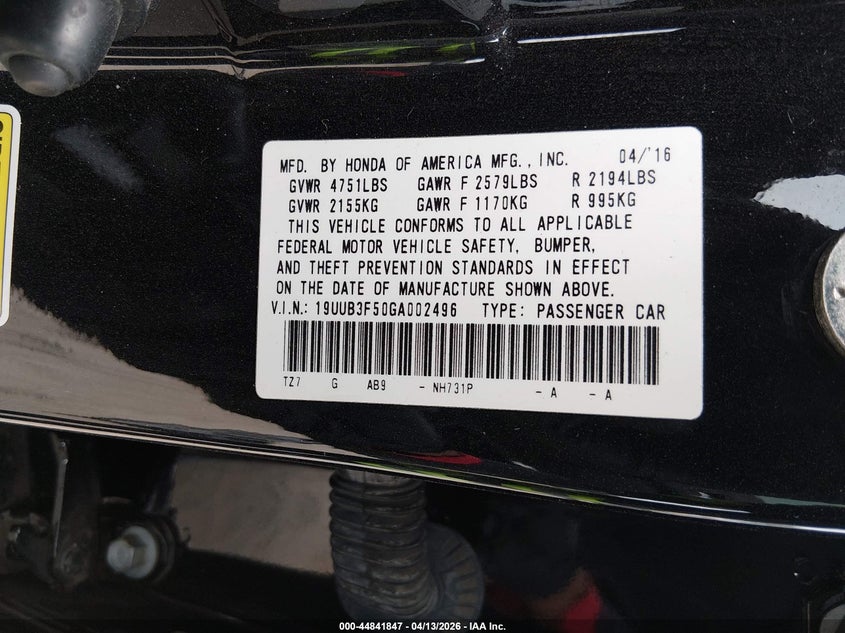 MFD. BY HONDA OF AMERICA MFG., INC. 04/'16
GVWR 4751LBS GAWR F 2579LBS R 2194LBS
GVWR 2155KG GAWR F 1170KG R 995KG
THIS VEHICLE CONFORMS TO ALL APPLICABLE
FEDERAL MOTOR VEHICLE SAFETY, BUMPER,
AND THEFT PREVENTION STANDARDS IN EFFECT
ON THE DATE OF MANUFACTURE SHOWN ABOVE.
V.I.N.: 19UUB3F50GA002496 TYPE: PASSENGER CAR
TZ7 G AB9 - NH731P - A - A
000-44841847 - 04/13/2026 - IAA Inc.